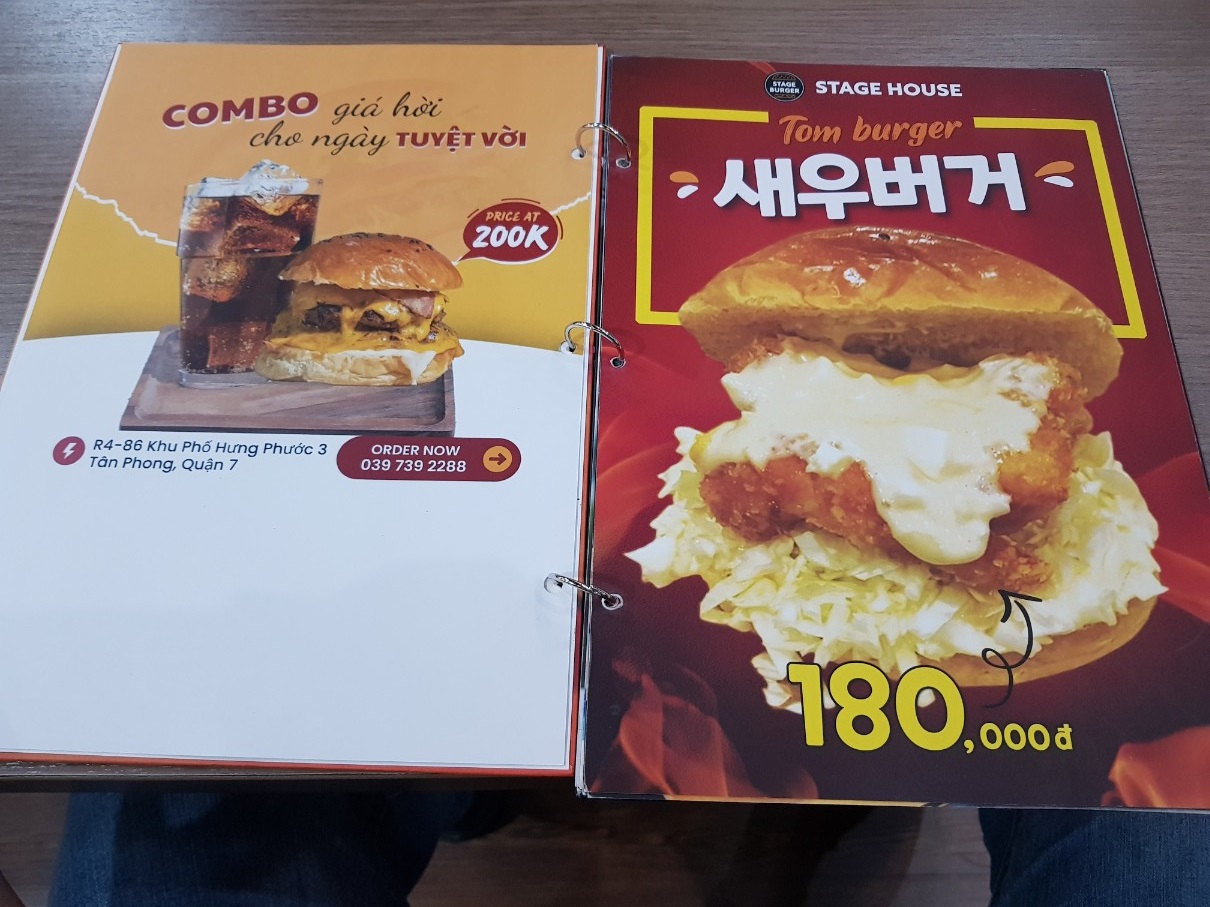 COMBO giá hời
cho ngày TUYỆT VỜI
PRICE AT
200K
R4-86 Khu Phố Hưng Phước 3
Tân Phong, Quận 7
ORDER NOW
039 739 2288
STAGE
BURGER
STAGE HOUSE
Tom burger
새우버거
180,000đ